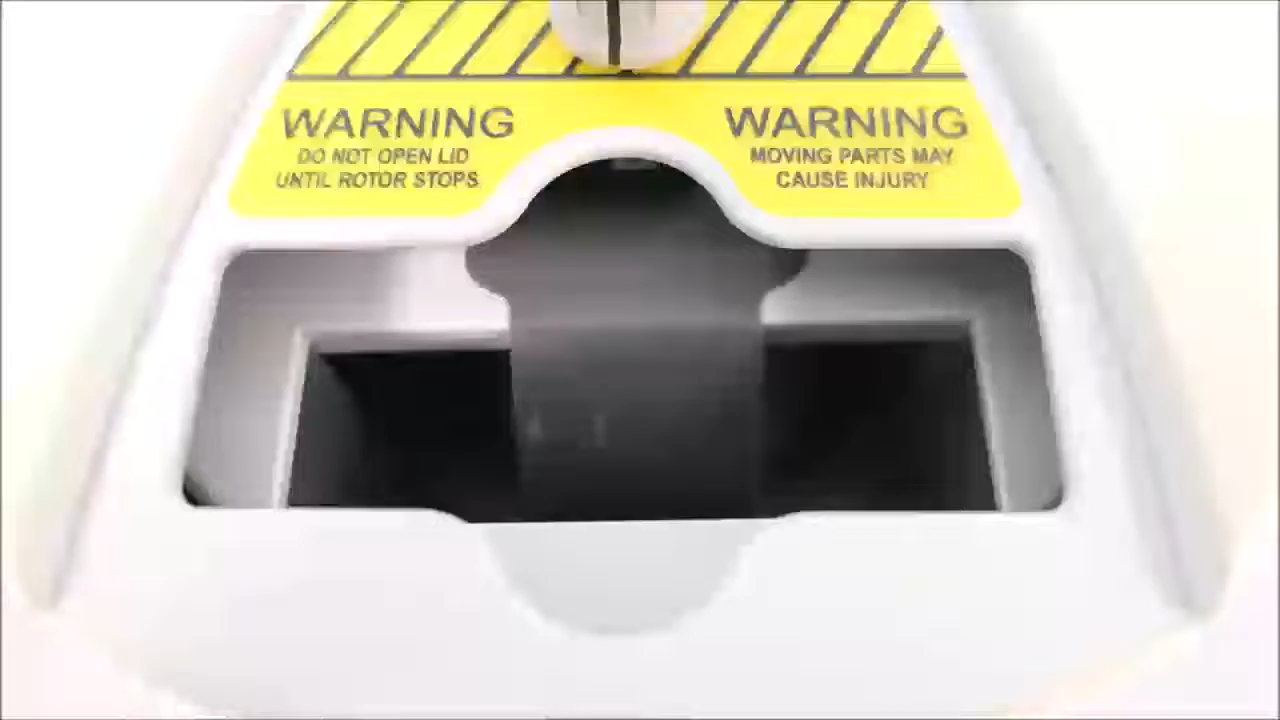 WARNING
DO NOT OPEN LID
UNTIL ROTOR STOPS
WARNING
MOVING PARTS MAY
CAUSE INJURY